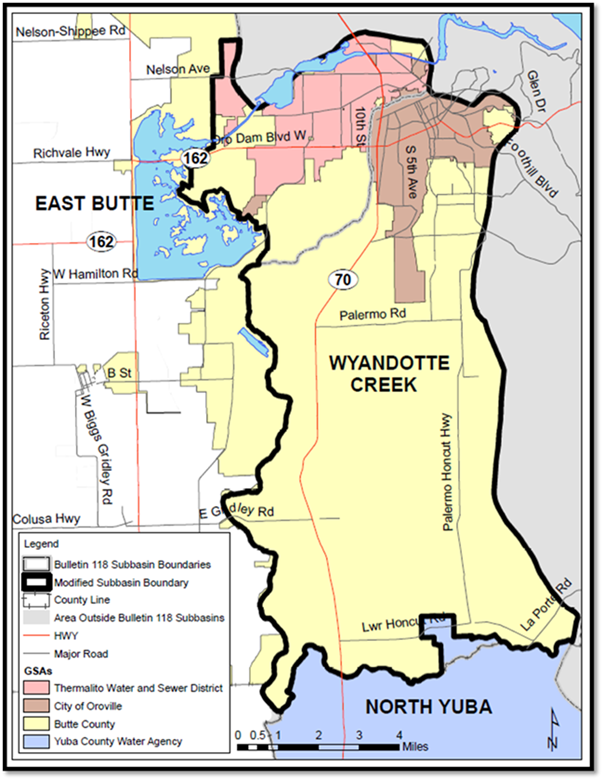 Nelson-Shippee Rd
Nelson Ave
Glen Dr
Oro Dam Blvd W
10th St
Richvale Hwy
162
S 5th Ave
Foothill Blvd
EAST BUTTE
162
W Hamilton Rd
70
Riceton Hwy
Palermo Rd
WYANDOTTE
CREEK
B St
W Biggs Gridley Rd
Palermo Honcut Hwy
Colusa Hwy
E Gridley Rd
La Porte Rd
Lwr Honcut Rd
NORTH YUBA
Legend
Bulletin 118 Subbasin Boundaries
Modified Subbasin Boundary
County Line
Area Outside Bulletin 118 Subbasins
HWY
Major Road
GSAs
Thermalito Water and Sewer District
City of Oroville
Butte County
Yuba County Water Agency
0 0.5 1 2 3 4
Miles
N